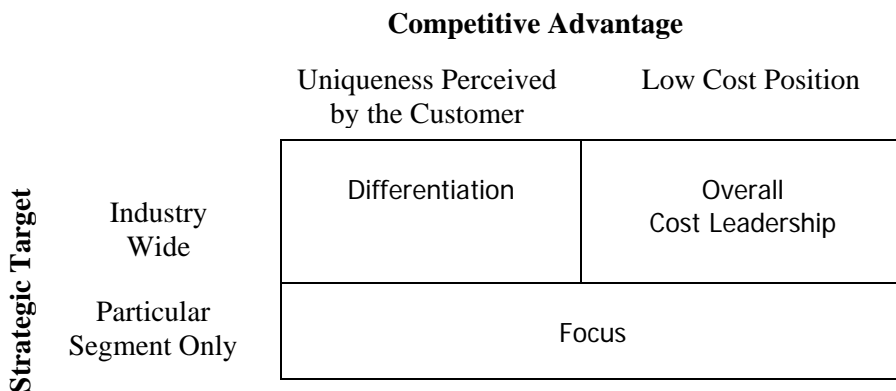 Competitive Advantage
Uniqueness Perceived
by the Customer
Low Cost Position
Strategic Target
Industry
Wide
Differentiation
Overall
Cost Leadership
Particular
Segment Only
Focus